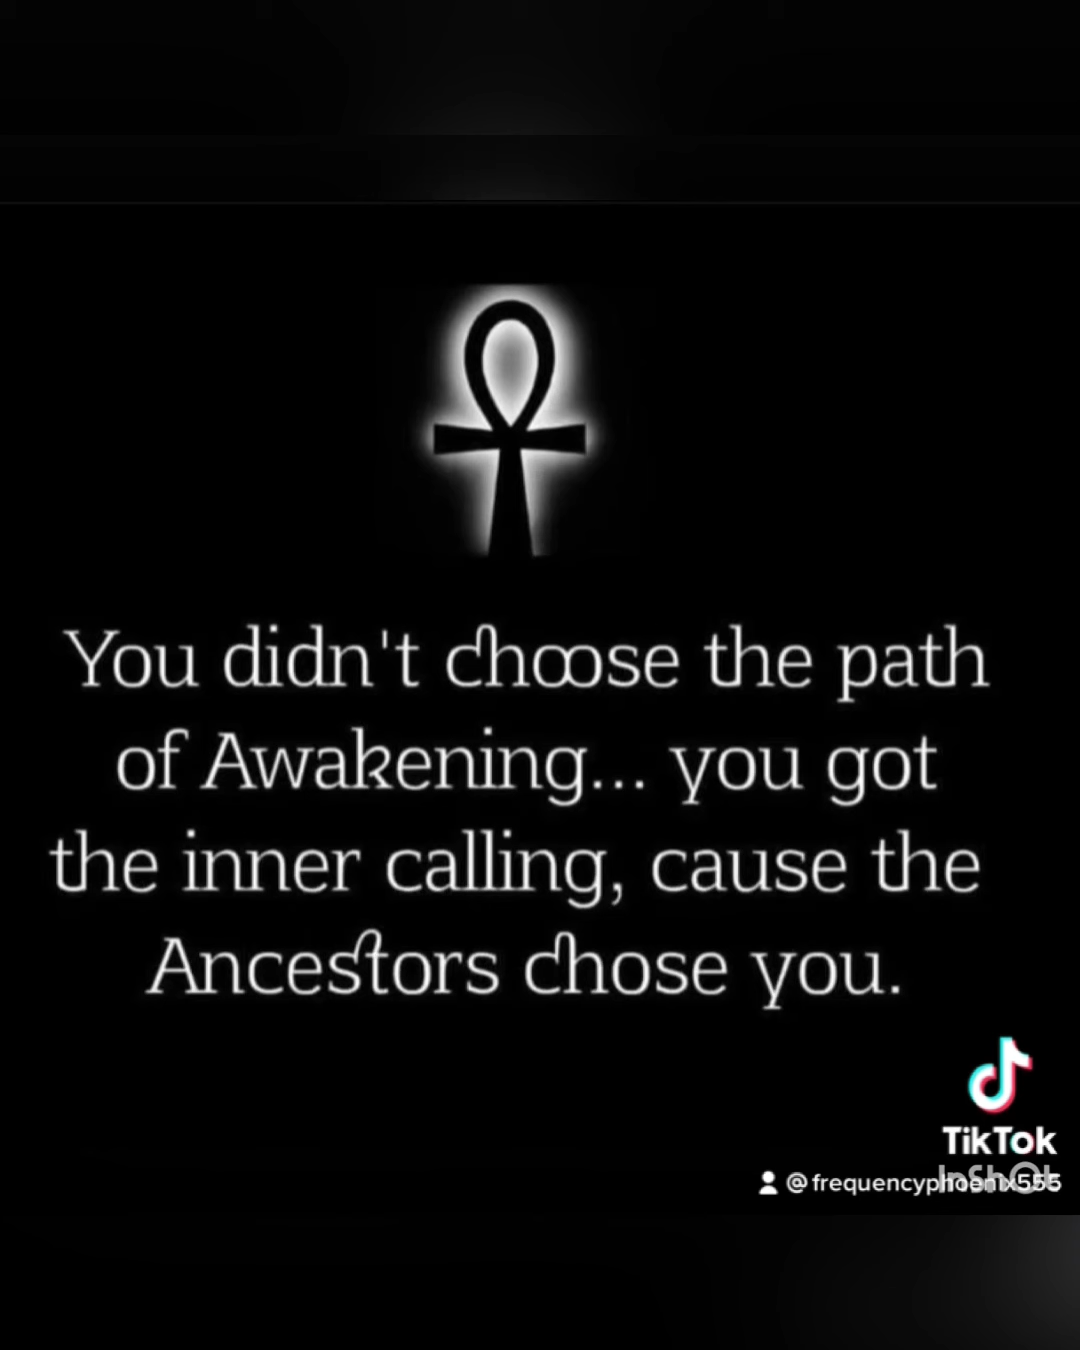 You didn't choose the path
of Awakening... you got
the inner calling, cause the
Ancestors chose you.
TikTok
InShOt
@frequencyphoenix555